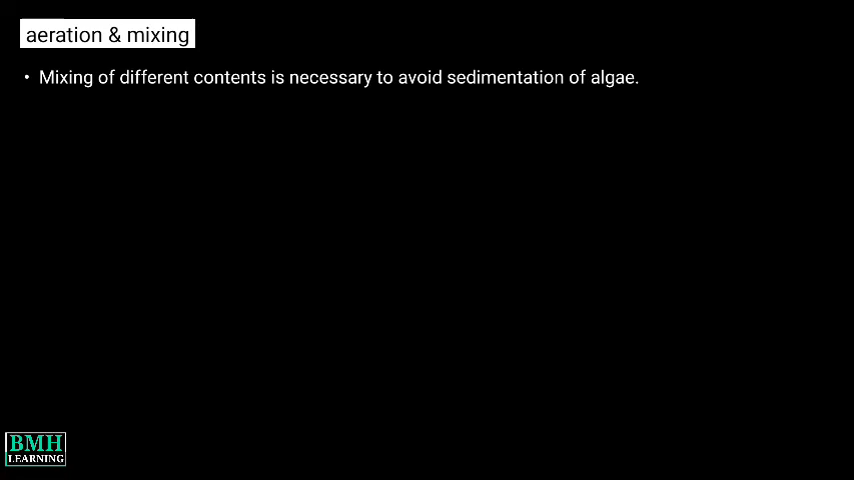 aeration & mixing
• Mixing of different contents is necessary to avoid sedimentation of algae.
BMH
LEARNING